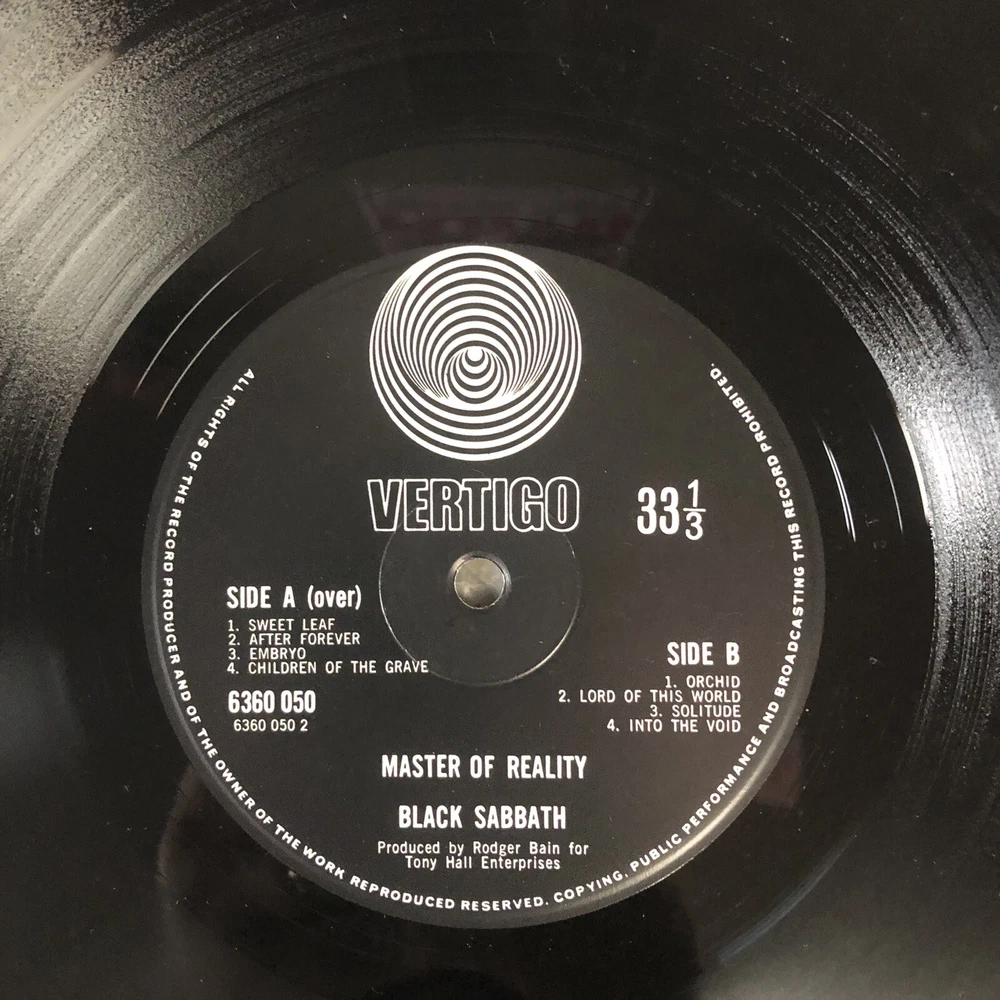 VERTIGO
33 1/3
SIDE A (over)
1. SWEET LEAF
2. AFTER FOREVER
3. EMBRYO
4. CHILDREN OF THE GRAVE
6360 050
6360 050 2
SIDE B
1. ORCHID
2. LORD OF THIS WORLD
3. SOLITUDE
4. INTO THE VOID
MASTER OF REALITY
BLACK SABBATH
Produced by Rodger Bain for
Tony Hall Enterprises
ALL RIGHTS OF THE RECORD PRODUCER AND OF THE OWNER OF THE WORK REPRODUCED RESERVED. COPYING, PUBLIC PERFORMANCE AND BROADCASTING THIS RECORD PROHIBITED.